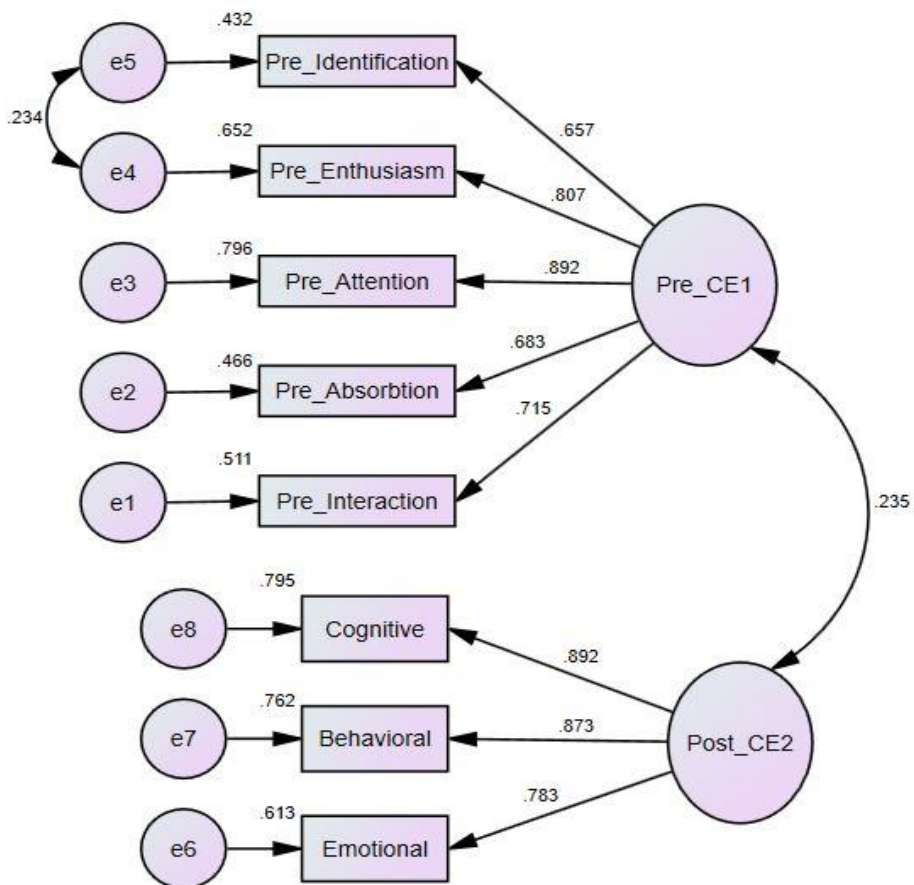 .432
e5
Pre_Identification
.234
.657
.652
e4
Pre_Enthusiasm
.807
.796
e3
Pre_Attention
.892
Pre_CE1
.466
e2
Pre_Absorbtion
.683
.715
.511
e1
Pre_Interaction
.235
.795
e8
Cognitive
.892
.762
e7
Behavioral
.873
Post_CE2
.783
.613
e6
Emotional